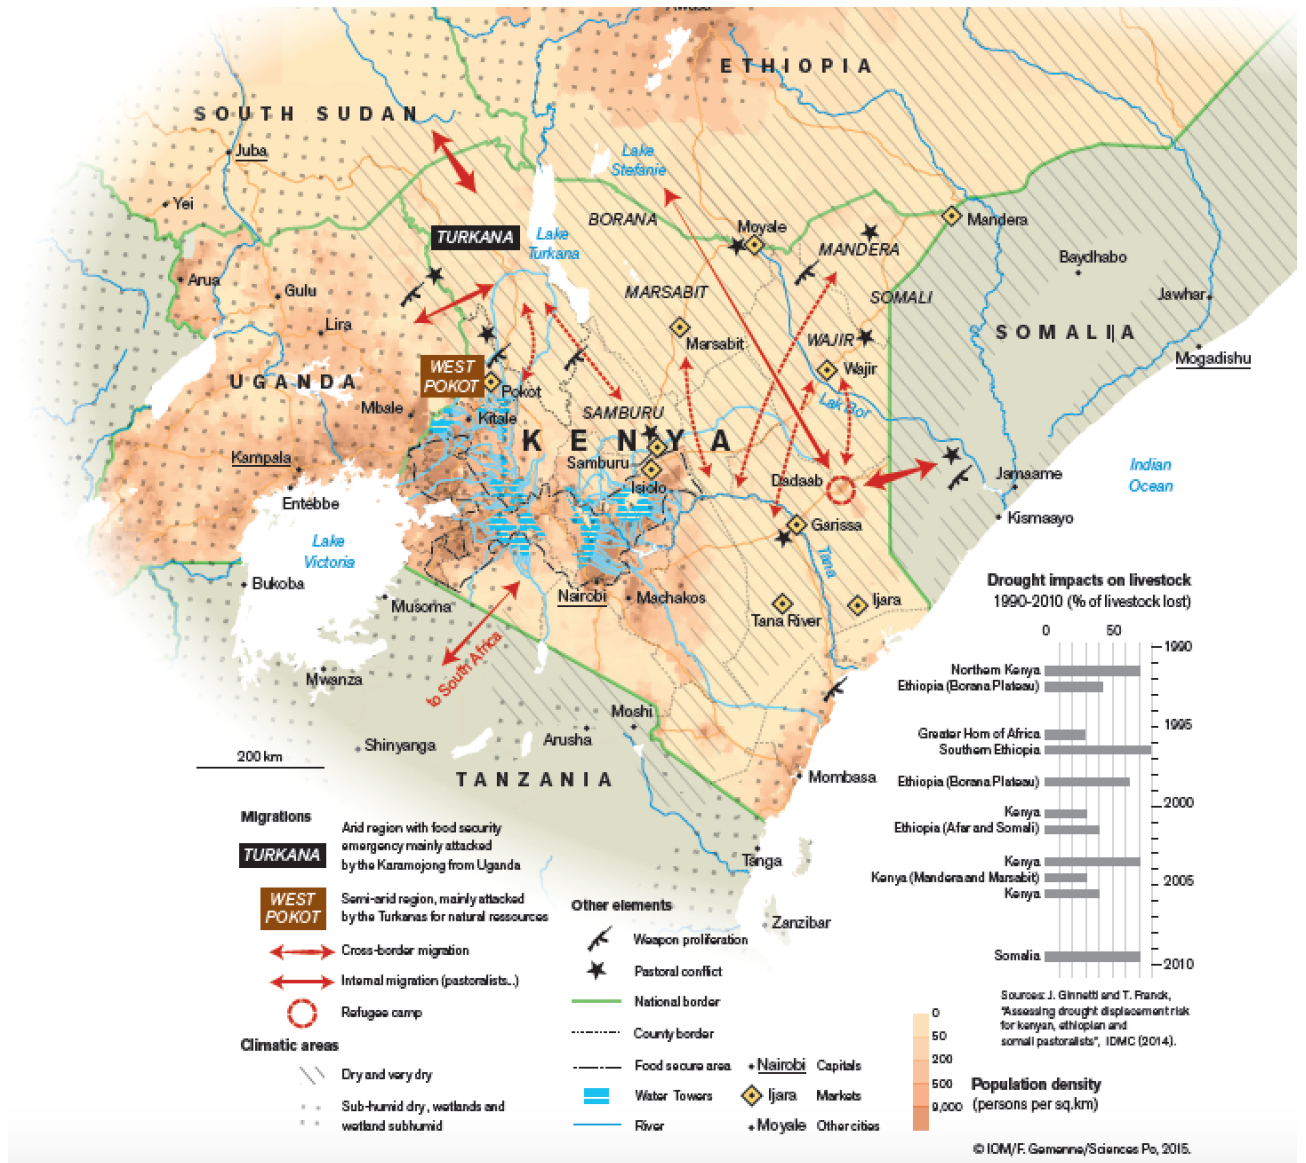 Awasa
ETHIOPIA
SOUTH SUDAN
Juba
Lake
Stefanie
Yei
BORANA
Moyale
Mandera
TURKANA
Lake
Turkana
MANDERA
Baydhabo
Arua
Gulu
MARSABIT
SOMALI
Jawhar
Lira
Marsabit
WAJIR
SOMALIA
Mogadishu
WEST
POKOT
Wajir
UGANDA
Pokot
Lak Bor
Mbale
Kitale
SAMBURU
KENYA
Kampala
Samburu
Dadaab
Jamaame
Indian
Ocean
Entebbe
Isiolo
Garissa
Kismaayo
Lake
Victoria
Tana
Bukoba
Musoma
Nairobi
Machakos
Tana River
Ijara
to South Africa
Mwanza
Moshi
Shinyanga
Arusha
200 km
TANZANIA
Mombasa
Tanga
Zanzibar
Drought impacts on livestock
1990-2010 (% of livestock lost)
0 50
1990
Northern Kenya
Ethiopia (Borana Plateau)
1995
Greater Horn of Africa
Southern Ethiopia
Ethiopia (Borana Plateau)
2000
Kenya
Ethiopia (Afar and Somali)
Kenya
Kenya (Mandera and Marsabit)
2005
Kenya
Somalia
2010
Sources: J. Ginnetti and T. Franck,
"Assessing drought displacement risk
for kenyan, ethiopian and
somali pastoralists", IDMC (2014).
Migrations
TURKANA
Arid region with food security
emergency mainly attacked
by the Karamojong from Uganda
WEST
POKOT
Semi-arid region, mainly attacked
by the Turkanas for natural ressources
Cross-border migration
Internal migration (pastoralists...)
Refugee camp
Climatic areas
Dry and very dry
Sub-humid dry, wetlands and
wetland subhumid
Other elements
Weapon proliferation
Pastoral conflict
National border
County border
Food secure area
Water Towers
River
Nairobi Capitals
Ijara Markets
Moyale Other cities
0
50
200
500
9,000
Population density
(persons per sq.km)
© IOM/F. Gemenne/Sciences Po, 2015.